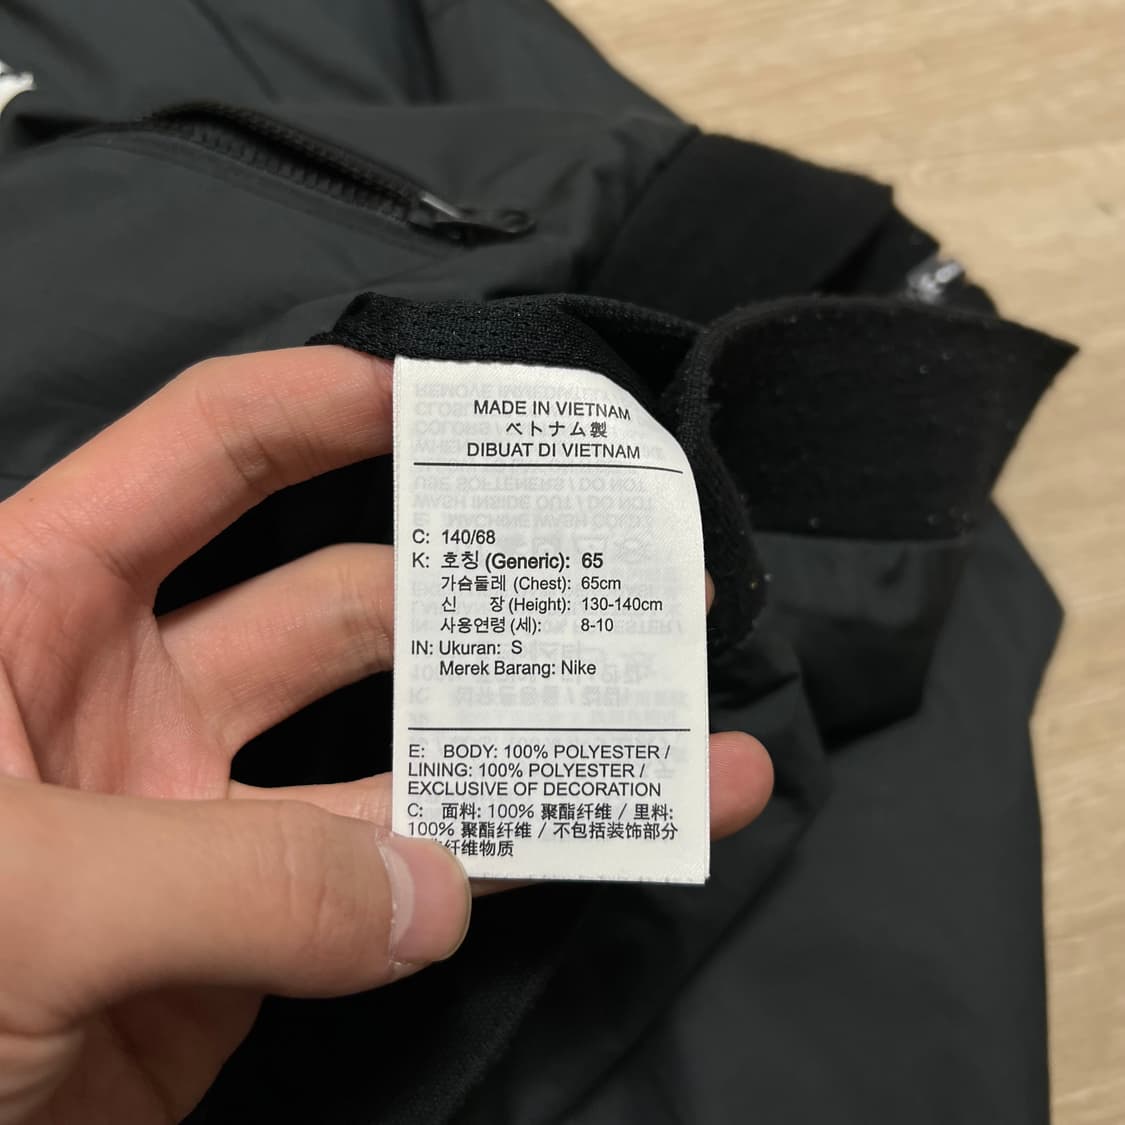 MADE IN VIETNAM
ベトナム製
DIBUAT DI VIETNAM
C: 140/68
K: 호칭 (Generic): 65
가슴둘레 (Chest): 65cm
신 장 (Height): 130-140cm
사용연령 (세): 8-10
IN: Ukuran: S
Merek Barang: Nike
E: BODY: 100% POLYESTER /
LINING: 100% POLYESTER /
EXCLUSIVE OF DECORATION
C: 面料: 100% 聚酯纤维 / 里料:
100% 聚酯纤维 / 不包括装饰部分
纤维物质